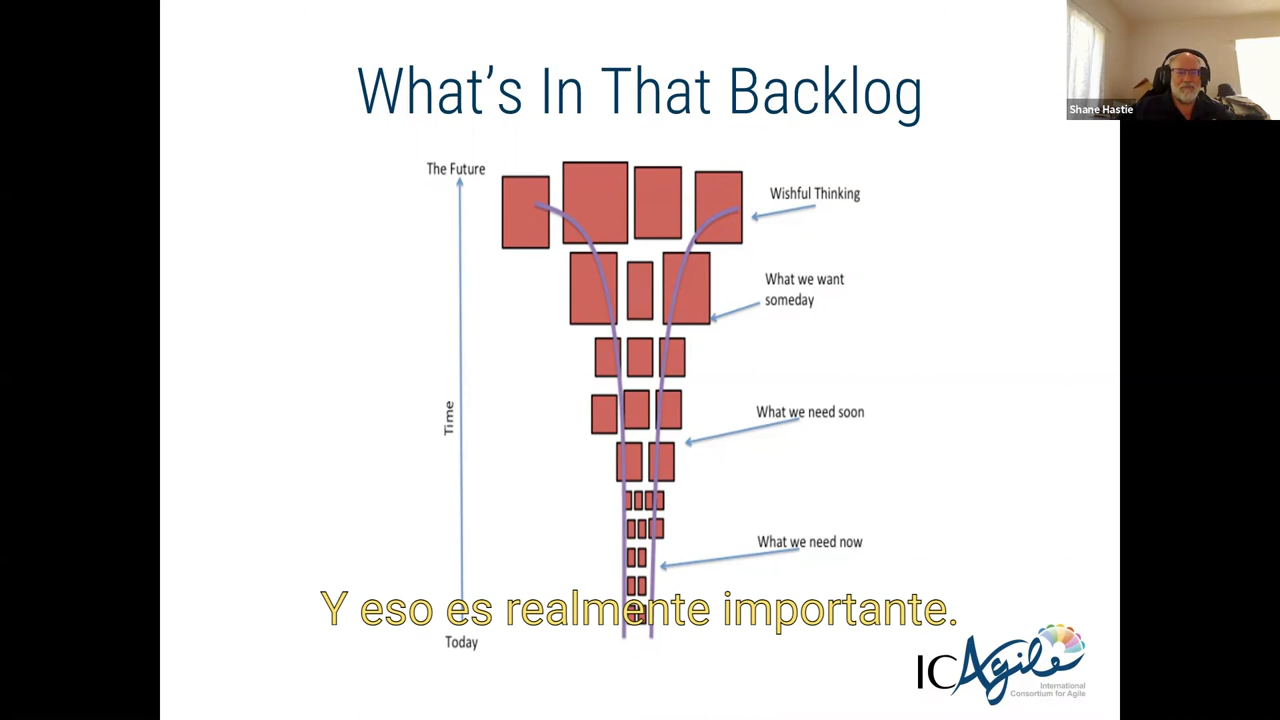 What's In That Backlog
Shane Hastie
The Future
Wishful Thinking
What we want
someday
Time
What we need soon
What we need now
Y eso es realmente importante.
Today
ICAgile
International
Consortium for Agile